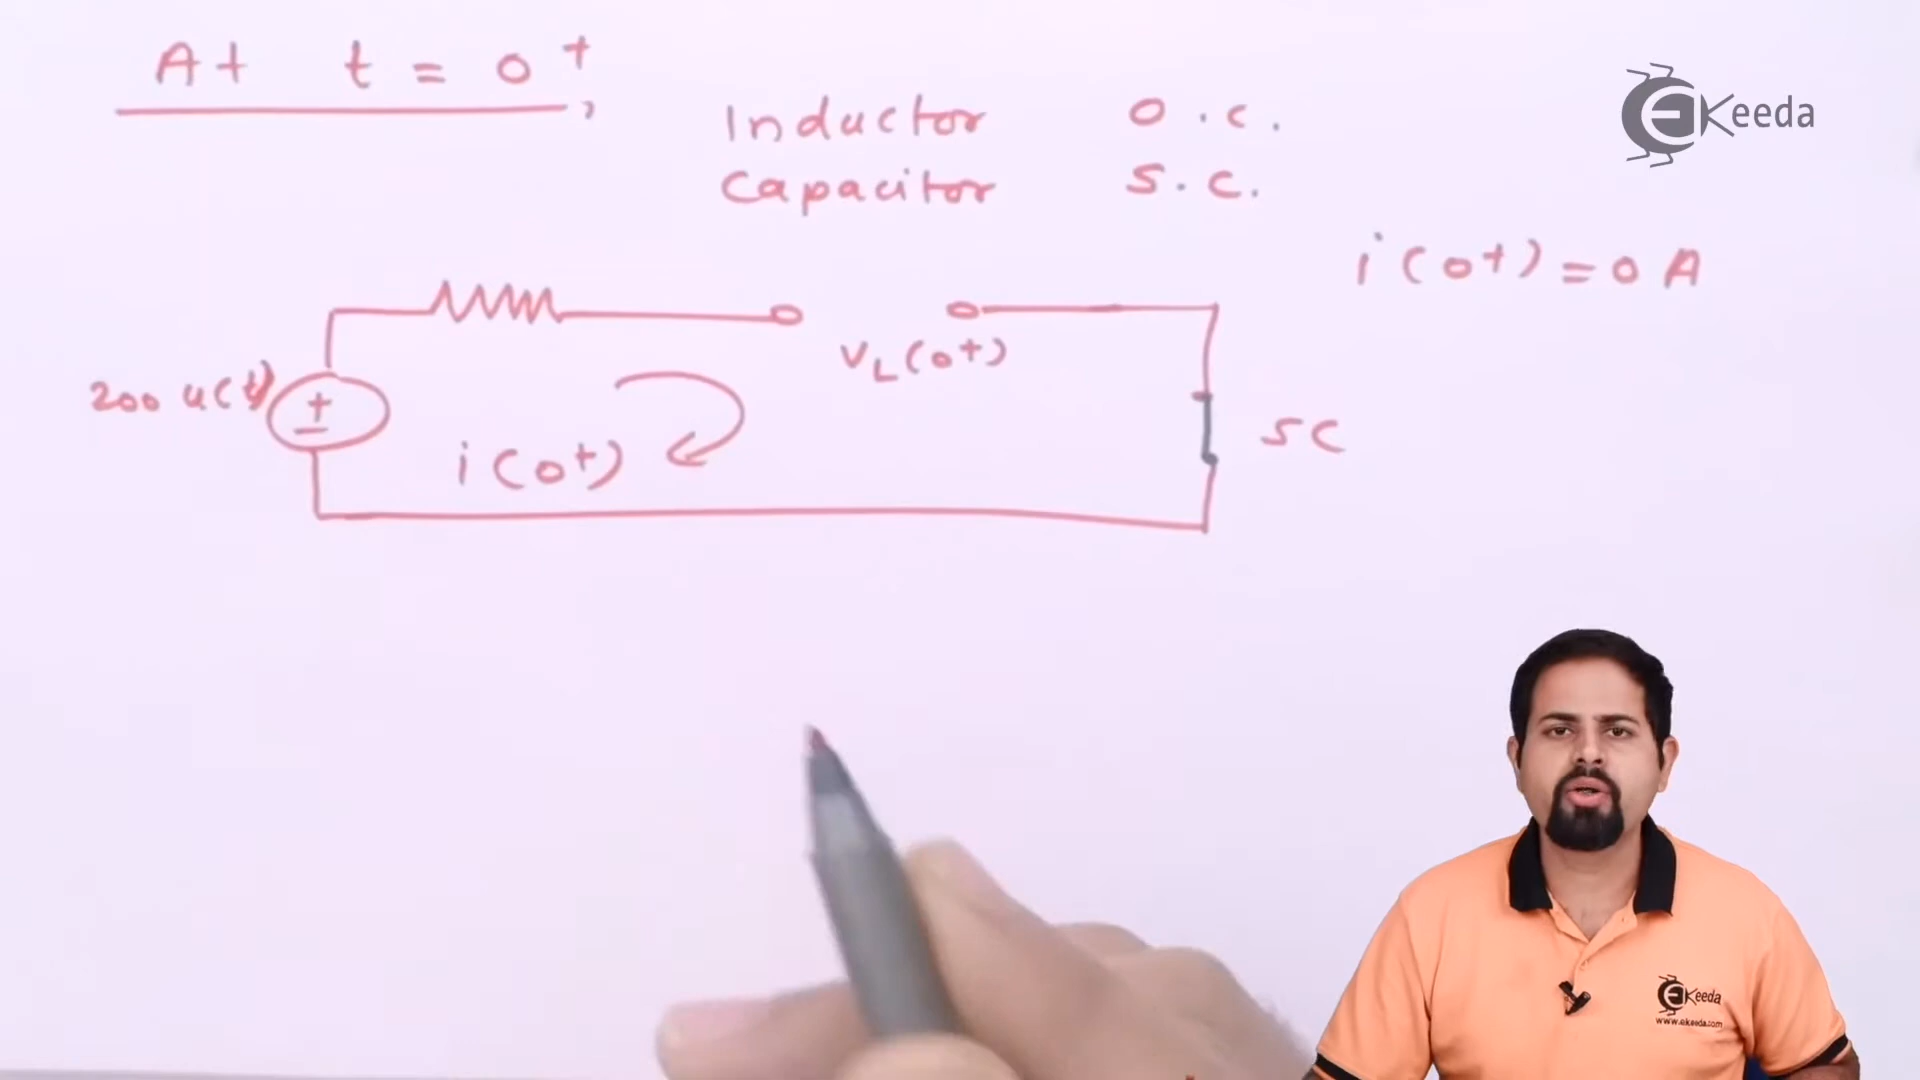 At t = 0+,
Inductor O.C.
Capacitor S.C.
i(0+) = 0 A
VL(0+)
200 u(t)
+
−
i(0+)
SC
EKeeda
EKeeda
www.ekeeda.com